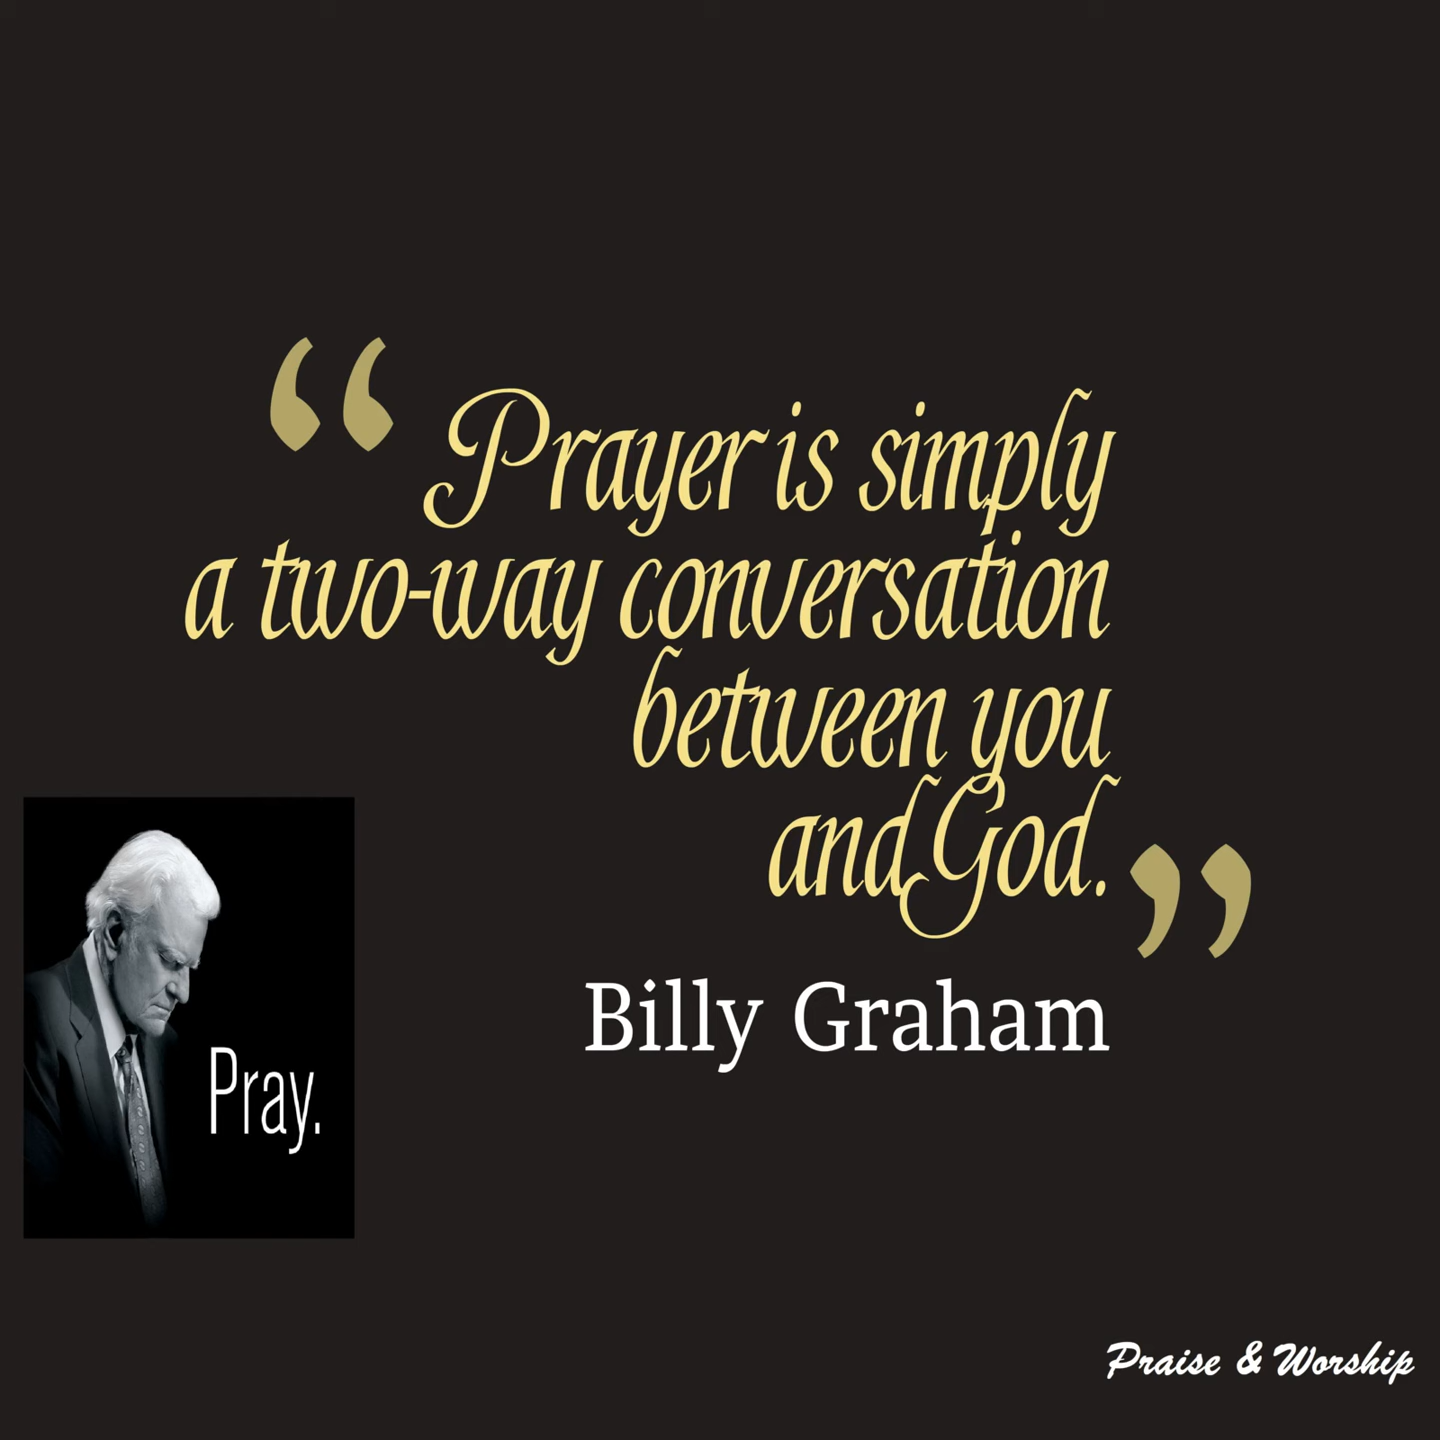 “Prayer is simply
a two-way conversation
between you
and God.”
Billy Graham
Pray.
Praise & Worship